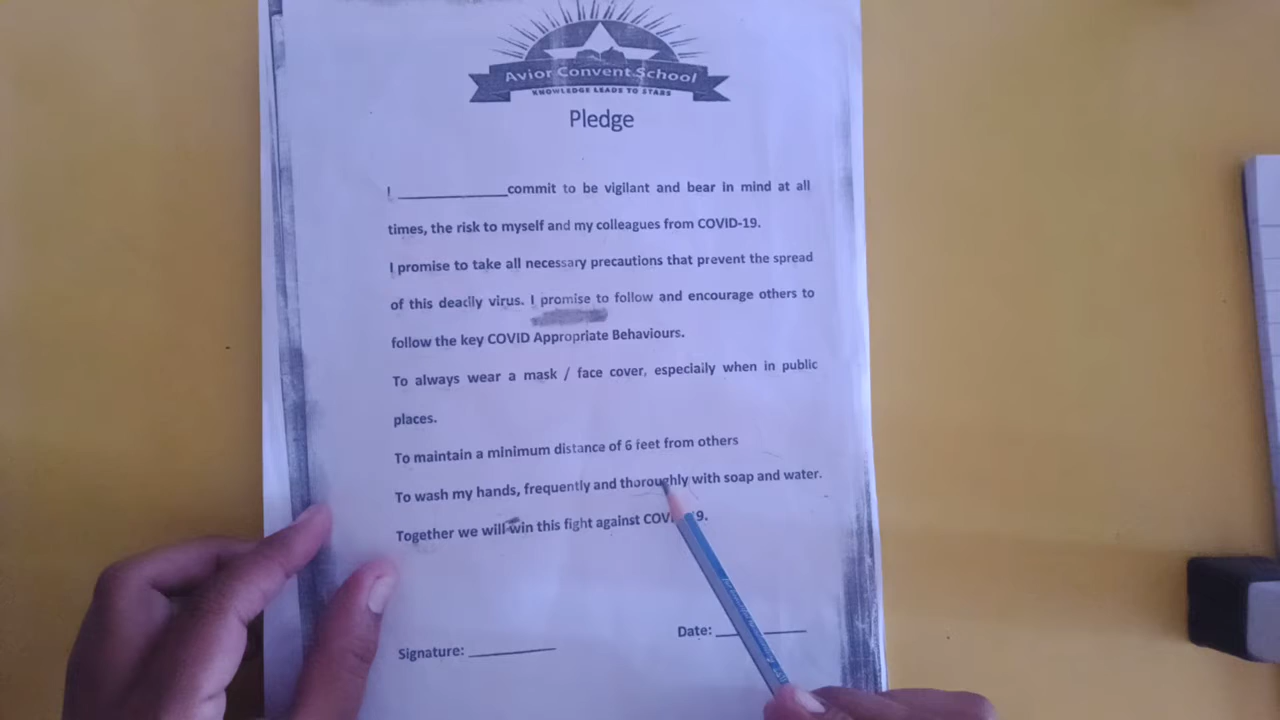 Avior Convent School
KNOWLEDGE LEADS TO STARS
Pledge
I ____________commit to be vigilant and bear in mind at all
times, the risk to myself and my colleagues from COVID-19.
I promise to take all necessary precautions that prevent the spread
of this deadly virus. I promise to follow and encourage others to
follow the key COVID Appropriate Behaviours.
To always wear a mask / face cover, especially when in public
places.
To maintain a minimum distance of 6 feet from others
To wash my hands, frequently and thoroughly with soap and water.
Together we will win this fight against COV 9.
Date: __________
Signature: __________